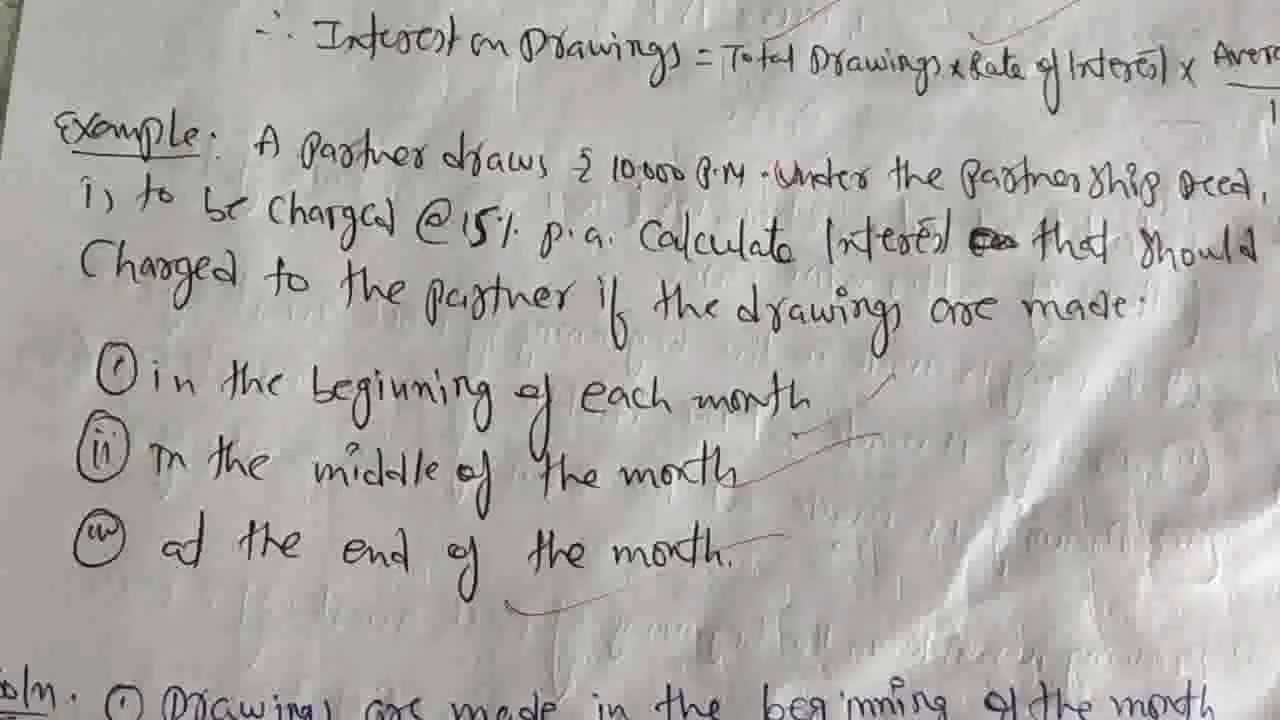 ∴ Interest on Drawings = Total Drawings × Rate of Interest ×
Example: A Partner draws ₹ 10,000 P.M. Under the Partnership Deed,
is to be Charged @ 15% p.a. Calculate Interest that should
Charged to the partner if the drawings are made:
(i) in the beginning of each month
(ii) in the middle of the month
(iii) at the end of the month.
(i) Drawings are made in the beginning of the month